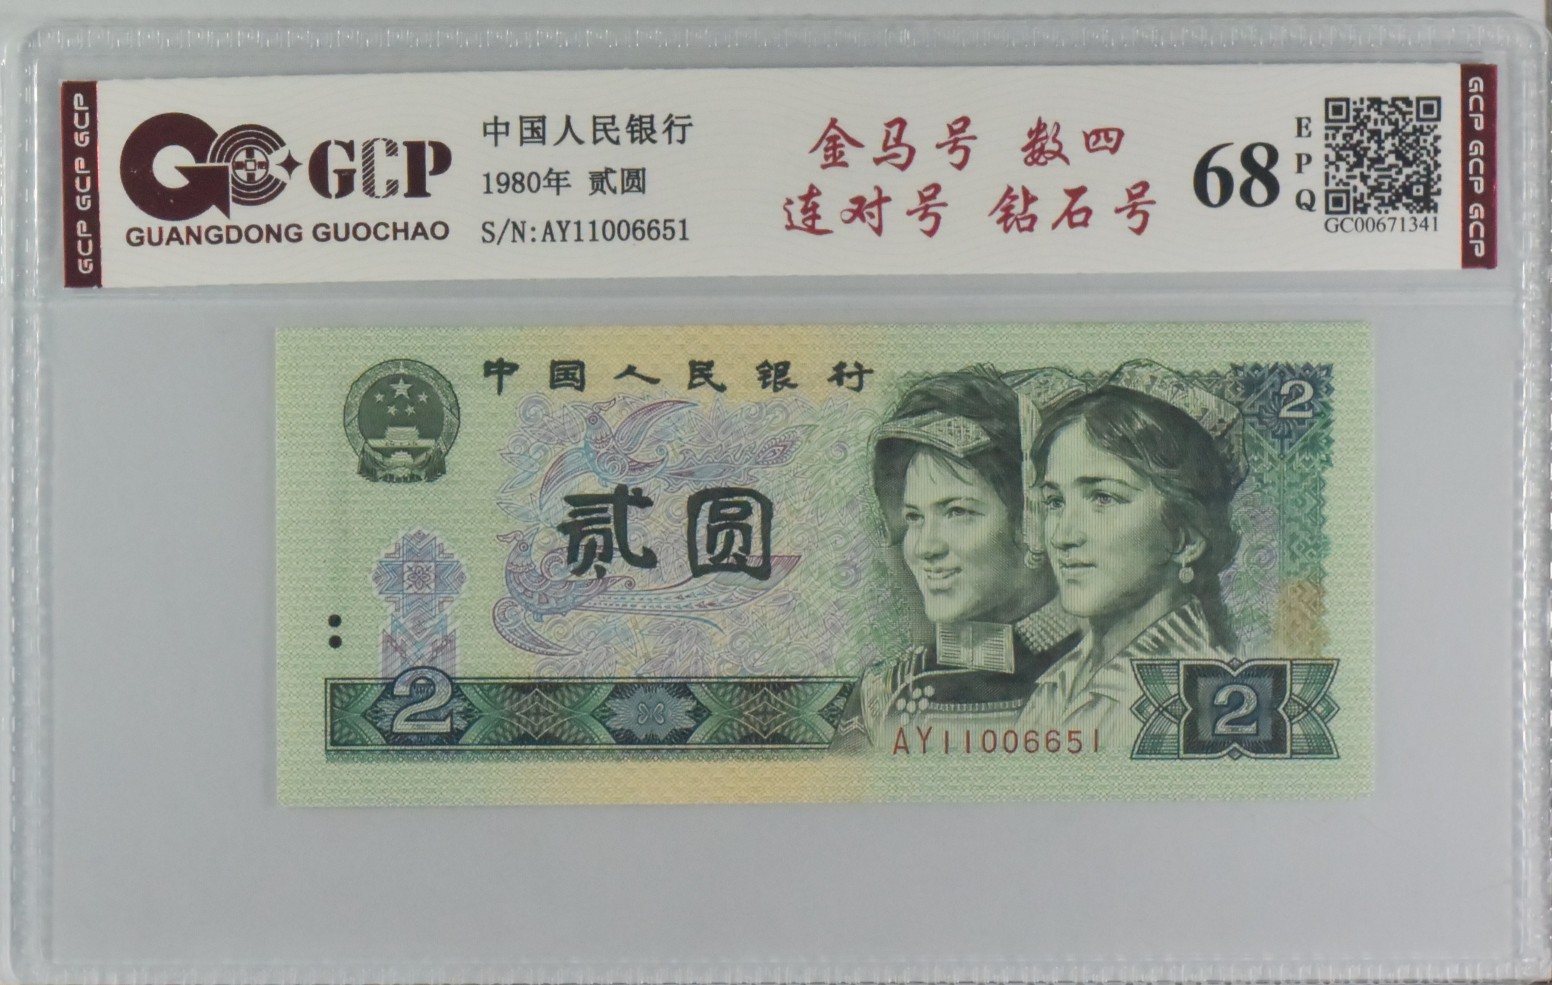 GCP GCP GCP
GCP
GUANGDONG GUOCHAO
中国人民银行
1980年 贰圆
S/N:AY11006651
金马号 数四
连对号 钻石号
68
EPQ
GC00671341
GCP GCP GCP
中国人民银行
2
贰圆
2
2
AY11006651